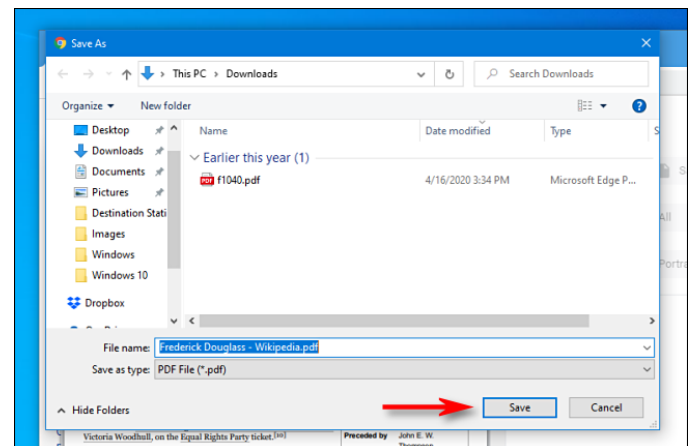 Save As
This PC > Downloads
Search Downloads
Organize
New folder
?
Name
Date modified
Type
S
Desktop
Downloads
Documents
Pictures
Destination Stati
Images
Windows
Windows 10
Dropbox
Earlier this year (1)
PDF f1040.pdf 4/16/2020 3:34 PM Microsoft Edge P...
S
All
Portra
File name: Frederick Douglass - Wikipedia.pdf
Save as type: PDF File (*.pdf)
Hide Folders
Save
Cancel
Victoria Woodhull, on the Equal Rights Party ticket.
Preceded by John E. W.